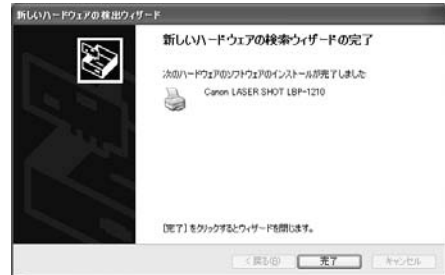 新しいハードウェアの検出ウィザード
新しいハードウェアの検索ウィザードの完了
次のハードウェアのソフトウェアのインストールが完了しました
Canon LASER SHOT LBP-1210
[完了] をクリックするとウィザードを閉じます。
< 戻る(B) 完了 キャンセル